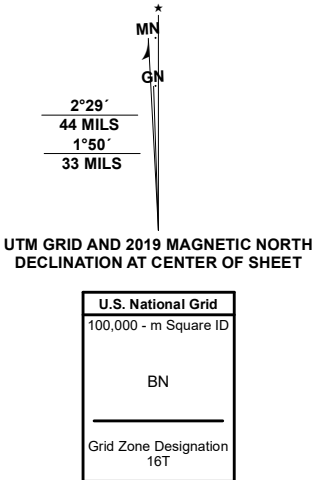 MN
GN
2°29´
44 MILS
1°50´
33 MILS
UTM GRID AND 2019 MAGNETIC NORTH
DECLINATION AT CENTER OF SHEET
U.S. National Grid
100,000 - m Square ID
BN
Grid Zone Designation
16T